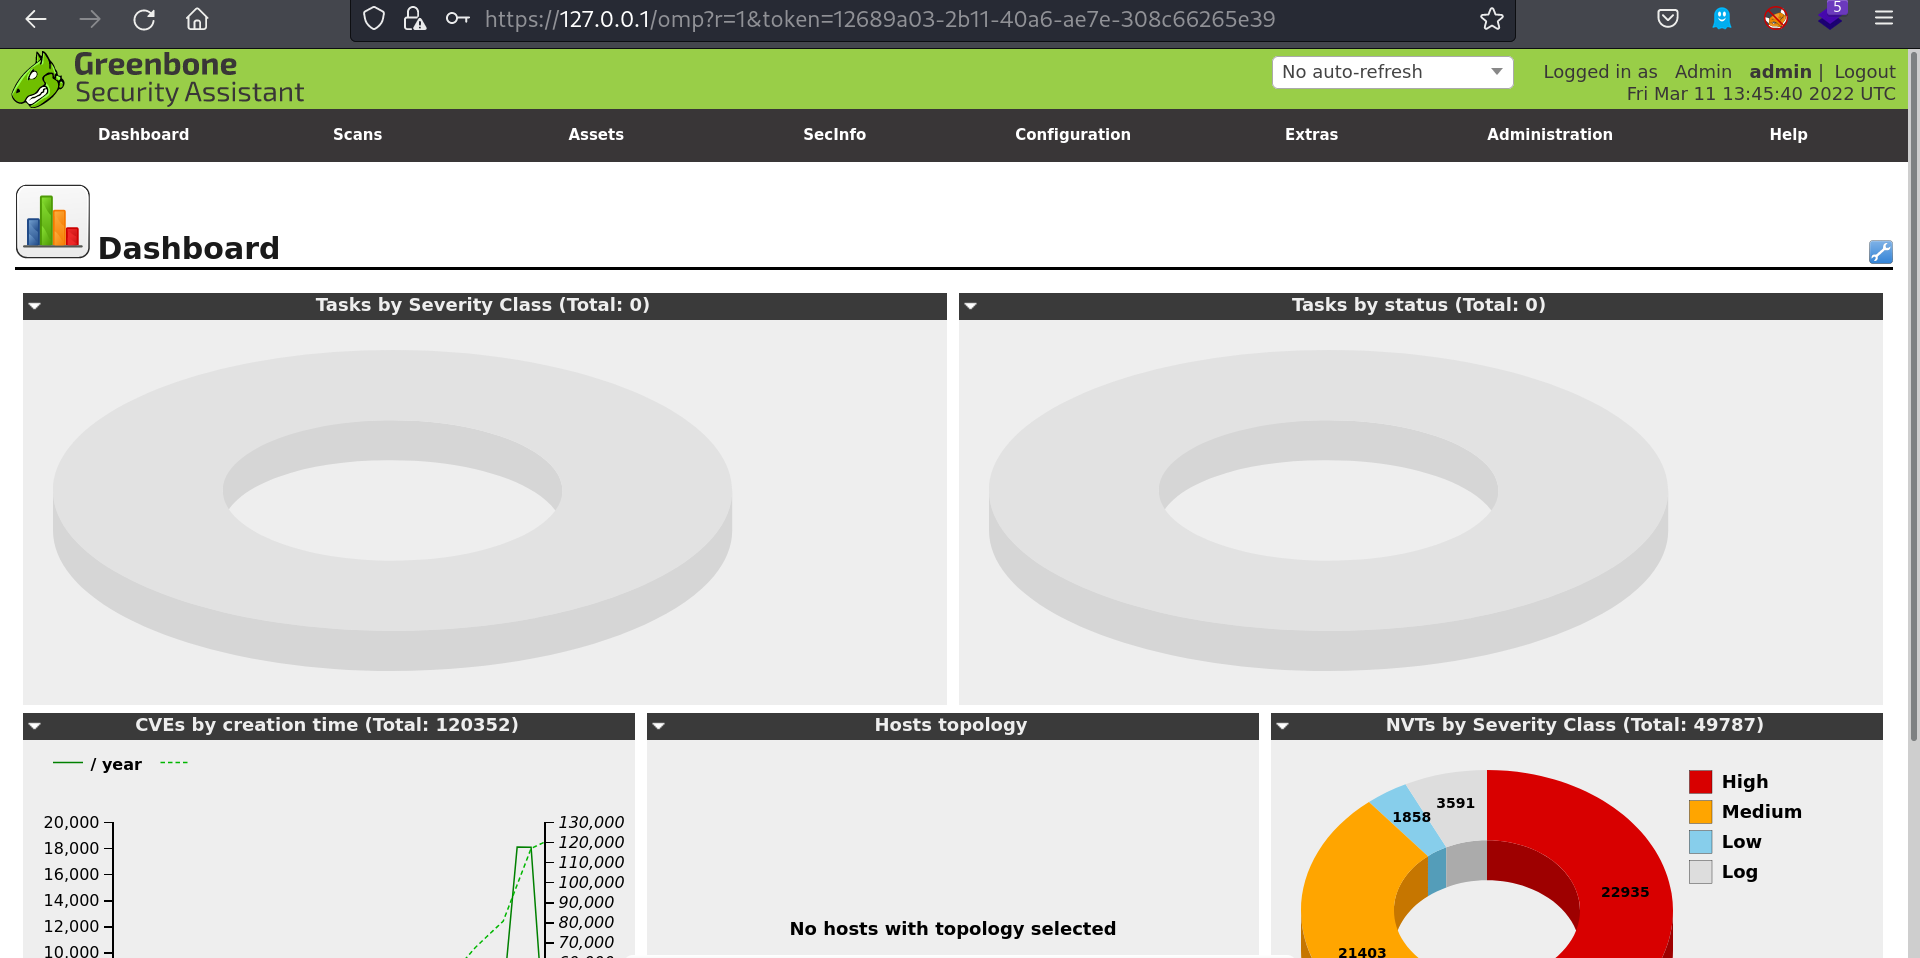 https://127.0.0.1/omp?r=1&token=12689a03-2b11-40a6-ae7e-308c66265e39
5
Greenbone
Security Assistant
No auto-refresh
Logged in as Admin admin | Logout
Fri Mar 11 13:45:40 2022 UTC
Dashboard Scans Assets SecInfo Configuration Extras Administration Help
Dashboard
Tasks by Severity Class (Total: 0)
Tasks by status (Total: 0)
CVEs by creation time (Total: 120352)
/ year
20,000
18,000
16,000
14,000
12,000
10,000
130,000
120,000
110,000
100,000
90,000
80,000
70,000
Hosts topology
No hosts with topology selected
NVTs by Severity Class (Total: 49787)
3591
1858
22935
21403
High
Medium
Low
Log